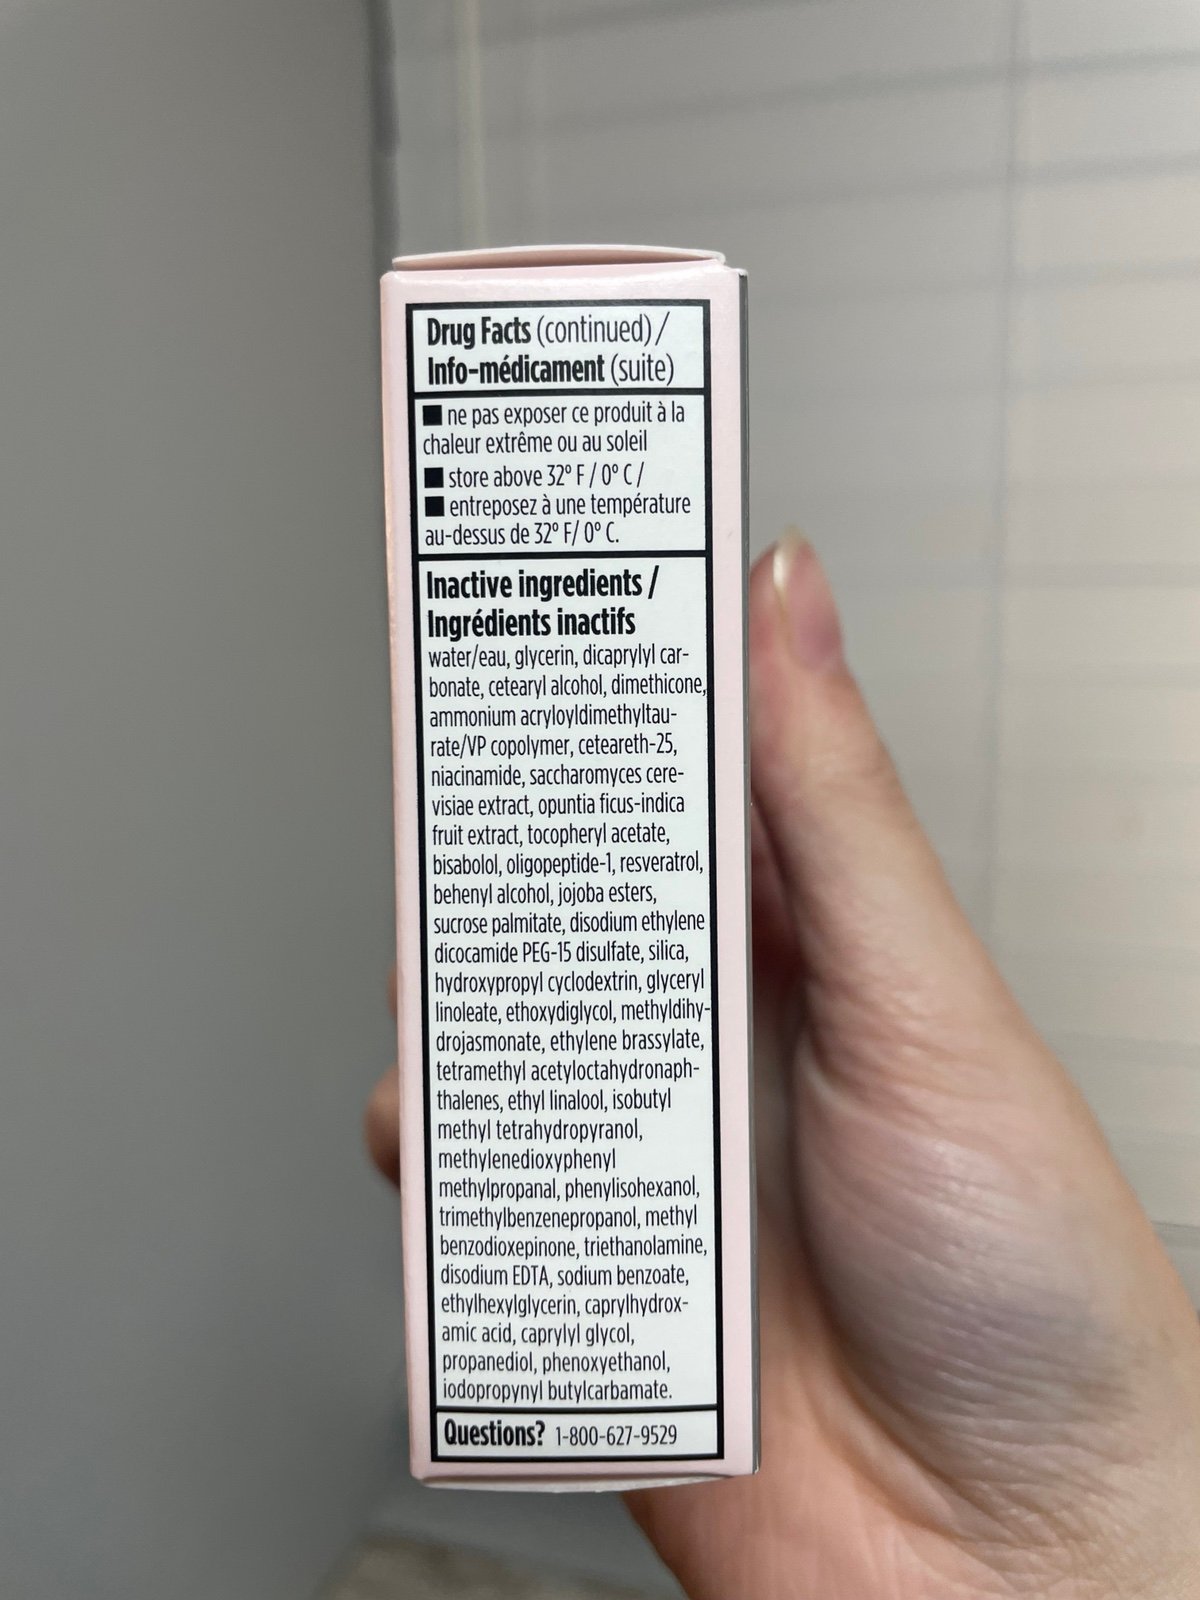 Drug Facts (continued) /
Info-médicament (suite)
■ ne pas exposer ce produit à la
chaleur extrême ou au soleil
■ store above 32º F / 0º C /
■ entreposez à une température
au-dessus de 32º F/ 0º C.
Inactive ingredients /
Ingrédients inactifs
water/eau, glycerin, dicaprylyl car-
bonate, cetearyl alcohol, dimethicone,
ammonium acryloyldimethyltau-
rate/VP copolymer, ceteareth-25,
niacinamide, saccharomyces cere-
visiae extract, opuntia ficus-indica
fruit extract, tocopheryl acetate,
bisabolol, oligopeptide-1, resveratrol,
behenyl alcohol, jojoba esters,
sucrose palmitate, disodium ethylene
dicocamide PEG-15 disulfate, silica,
hydroxypropyl cyclodextrin, glyceryl
linoleate, ethoxydiglycol, methyldihy-
drojasmonate, ethylene brassylate,
tetramethyl acetyloctahydronaph-
thalenes, ethyl linalool, isobutyl
methyl tetrahydropyranol,
methylenedioxyphenyl
methylpropanal, phenylisohexanol,
trimethylbenzenepropanol, methyl
benzodioxepinone, triethanolamine,
disodium EDTA, sodium benzoate,
ethylhexylglycerin, caprylhydrox-
amic acid, caprylyl glycol,
propanediol, phenoxyethanol,
iodopropynyl butylcarbamate.
Questions? 1-800-627-9529